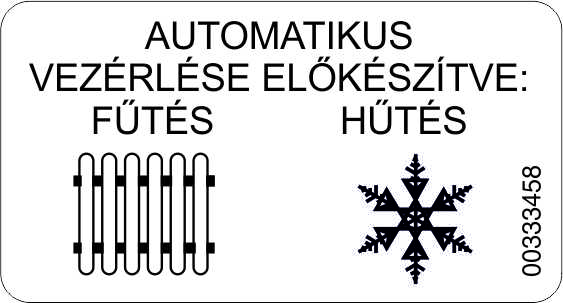 AUTOMATIKUS
VEZÉRLÉSE ELŐKÉSZÍTVE:
FŰTÉS HŰTÉS
00333458